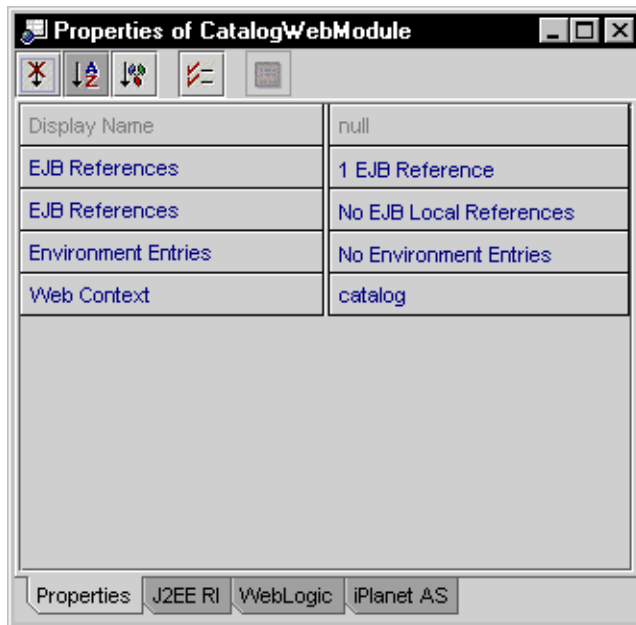 Properties of CatalogWebModule
Display Name null
EJB References 1 EJB Reference
EJB References No EJB Local References
Environment Entries No Environment Entries
Web Context catalog
Properties J2EE RI WebLogic iPlanet AS